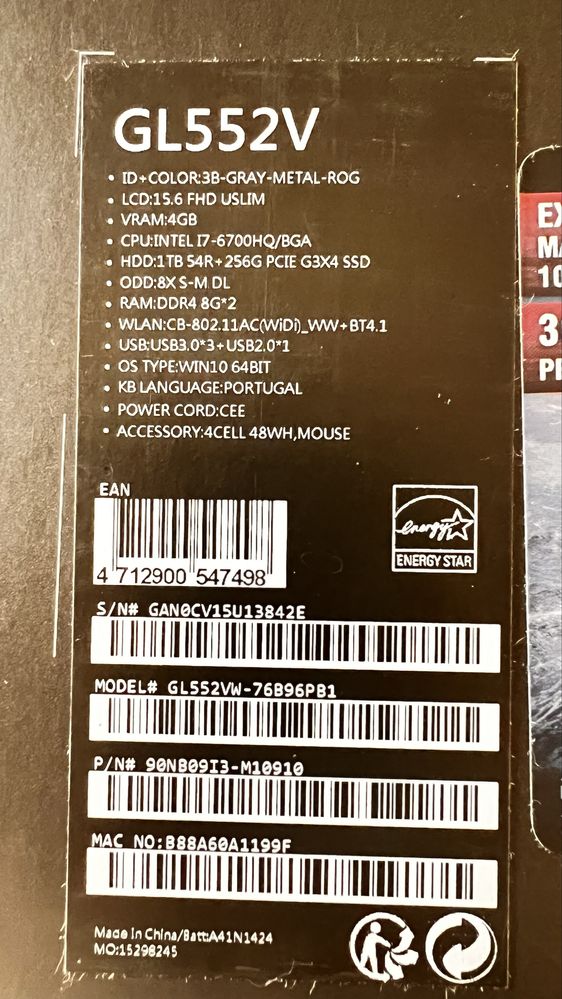 GL552V
• ID+COLOR:3B-GRAY-METAL-ROG
• LCD:15.6 FHD USLIM
• VRAM:4GB
• CPU:INTEL I7-6700HQ/BGA
• HDD:1TB 54R+256G PCIE G3X4 SSD
• ODD:8X S-M DL
• RAM:DDR4 8G*2
• WLAN:CB-802.11AC(WiDi)_WW+BT4.1
• USB:USB3.0*3+USB2.0*1
• OS TYPE:WIN10 64BIT
• KB LANGUAGE:PORTUGAL
• POWER CORD:CEE
• ACCESSORY:4CELL 48WH,MOUSE
EAN
4 712900 547498
energy
ENERGY STAR
S/N# GAN0CV15U13842E
MODEL# GL552VW-76B96PB1
P/N# 90NB09I3-M10910
MAC NO:B88A60A1199F
Made In China/Batt:A41N1424
MO:15298245